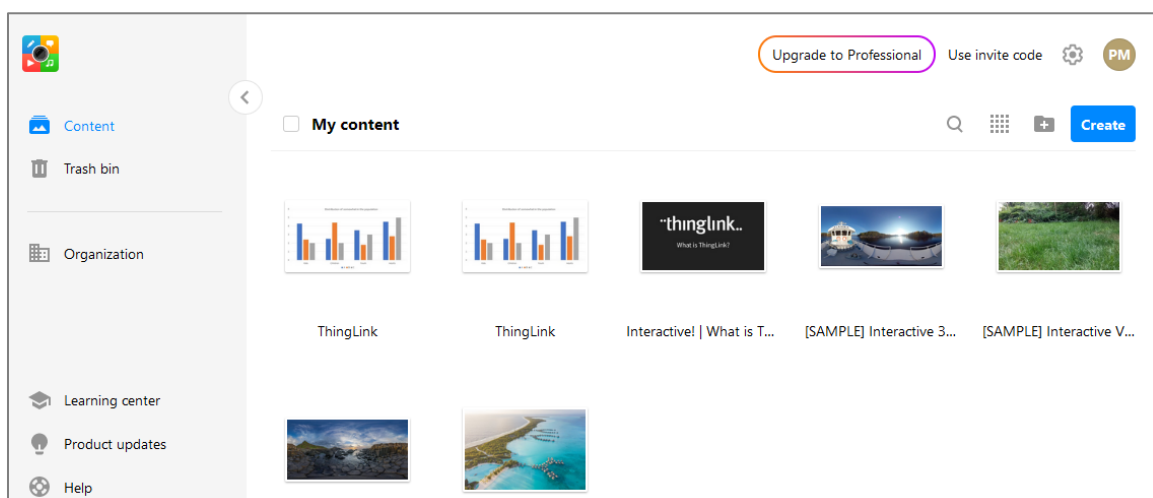 Upgrade to Professional
Use invite code
PM
Content
Trash bin
Organization
Learning center
Product updates
Help
My content
Create
ThingLink
ThingLink
¨thinglink..
What is ThingLink?
Interactive! | What is T...
[SAMPLE] Interactive 3...
[SAMPLE] Interactive V...